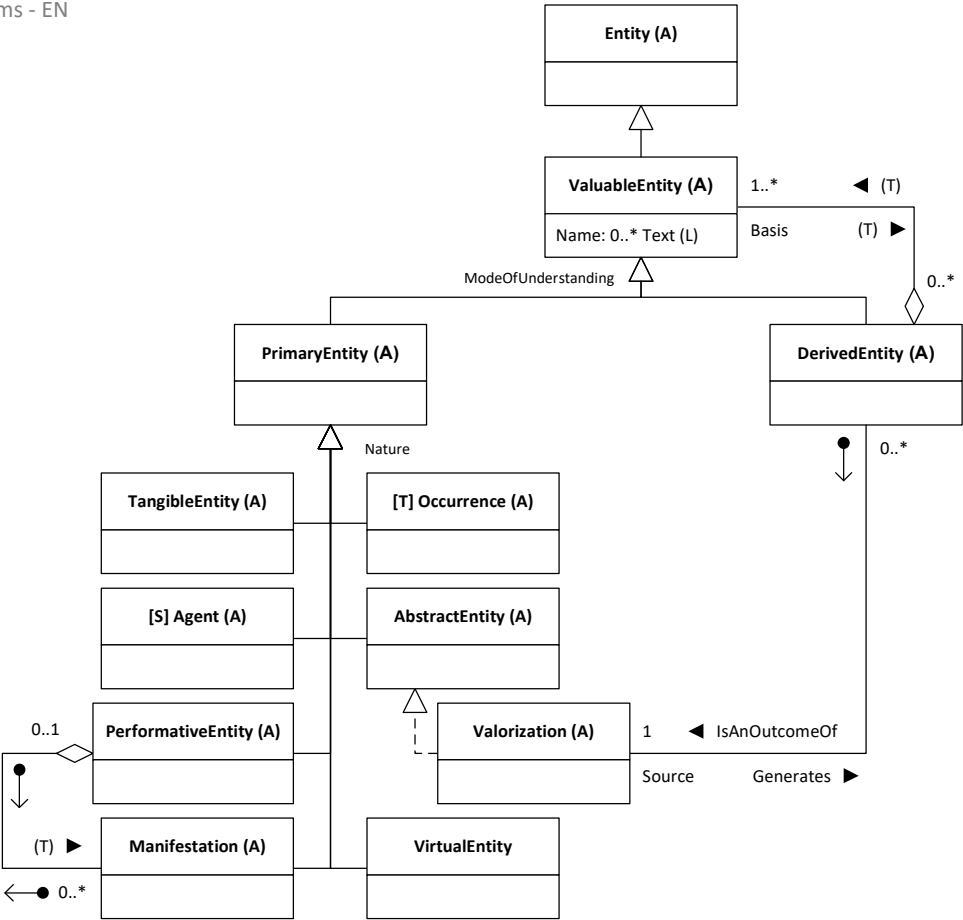 ms - EN
Entity (A)
ValuableEntity (A)
1..*
◄ (T)
Name: 0..* Text (L)
Basis
(T) ►
ModeOfUnderstanding
0..*
PrimaryEntity (A)
DerivedEntity (A)
Nature
0..*
TangibleEntity (A)
[T] Occurrence (A)
[S] Agent (A)
AbstractEntity (A)
0..1
PerformativeEntity (A)
Valorization (A)
1
◄ IsAnOutcomeOf
Source
Generates ►
(T) ►
Manifestation (A)
VirtualEntity
0..*